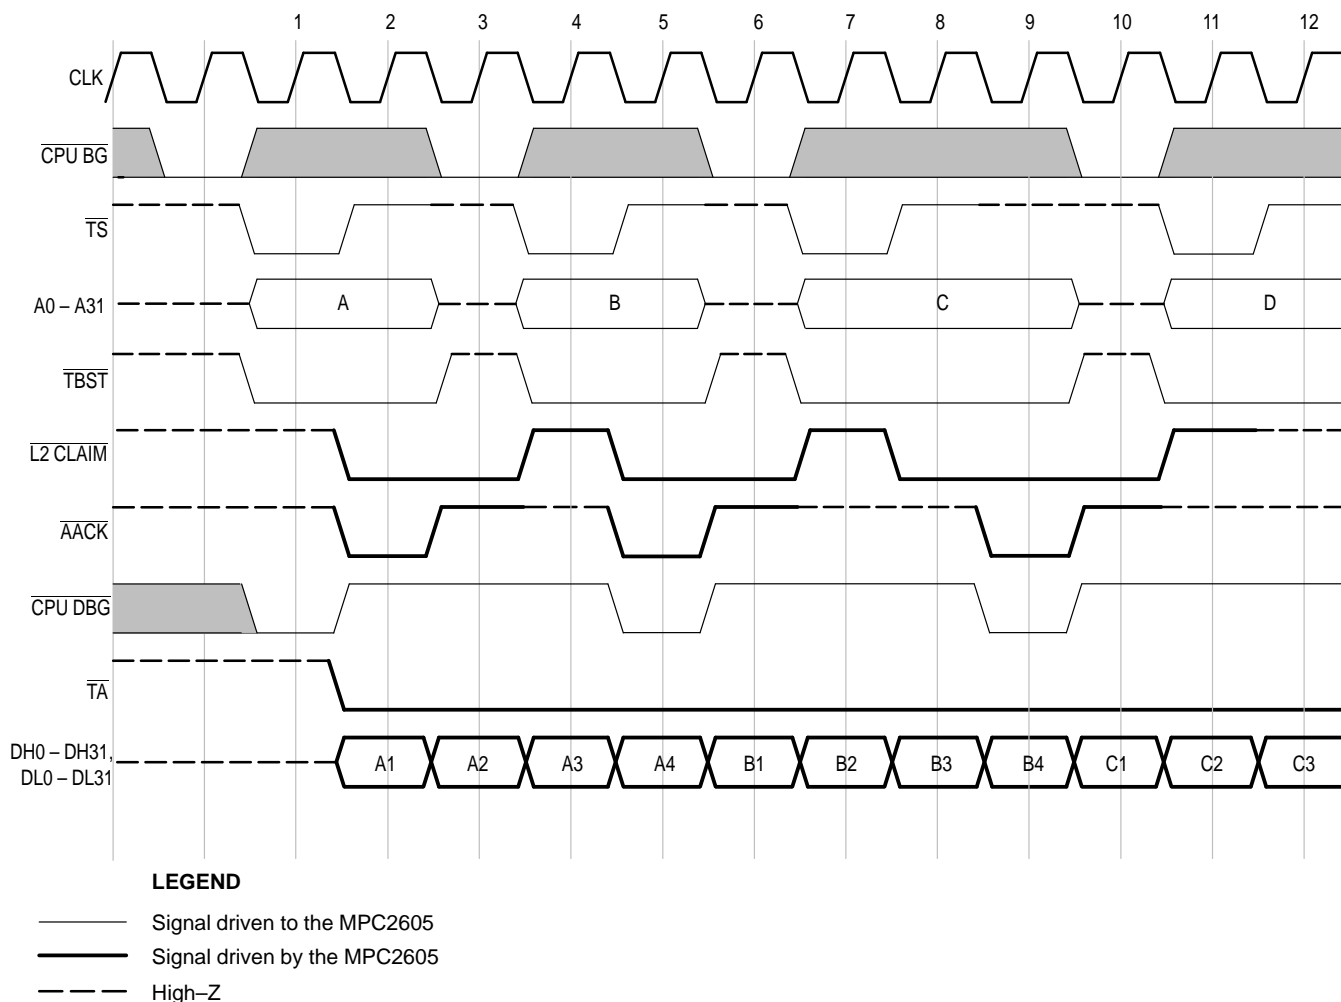 1 2 3 4 5 6 7 8 9 10 11 12
CLK
CPU BG
TS
A0 – A31 A B C D
TBST
L2 CLAIM
AACK
CPU DBG
TA
DH0 – DH31,
DL0 – DL31
A1 A2 A3 A4 B1 B2 B3 B4 C1 C2 C3
LEGEND
Signal driven to the MPC2605
Signal driven by the MPC2605
High–Z